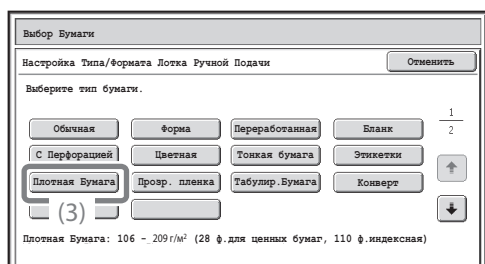 Выбор Бумаги
Настройка Типа/Формата Лотка Ручной Подачи Отменить
Выберите тип бумаги.
1
2
Обычная Форма Переработанная Бланк
С Перфорацией Цветная Тонкая бумага Этикетки
Плотная Бумага Прозр. пленка Табулир.Бумага Конверт
(3)
Плотная Бумага: 106 - 209 г/м² (28 ф.для ценных бумаг, 110 ф.индексная)